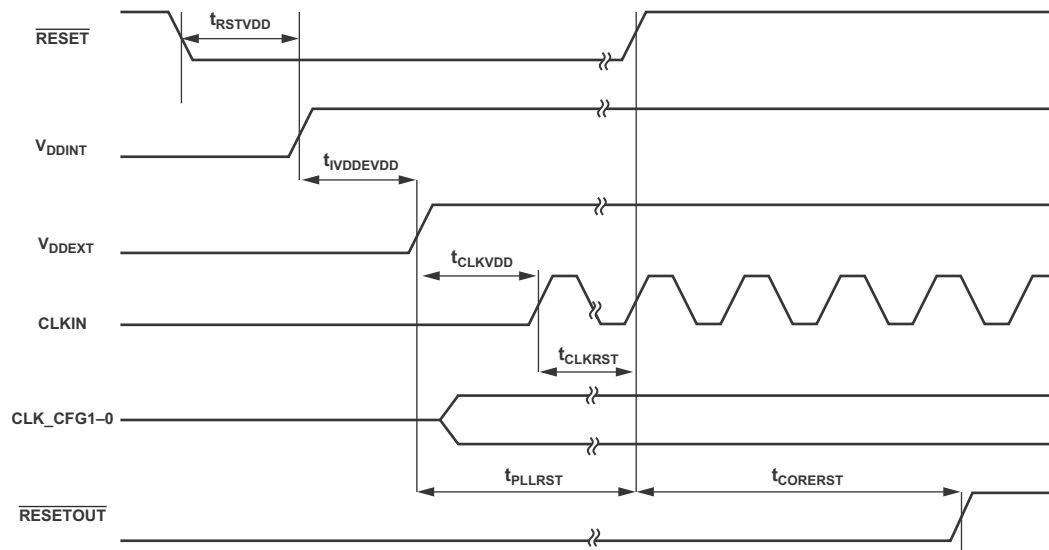 RESET
tRSTVDD
VDDINT
tIVDDEVDD
VDDEXT
tCLKVDD
CLKIN
tCLKRST
CLK_CFG1–0
tPLLRST
tCORERST
RESETOUT